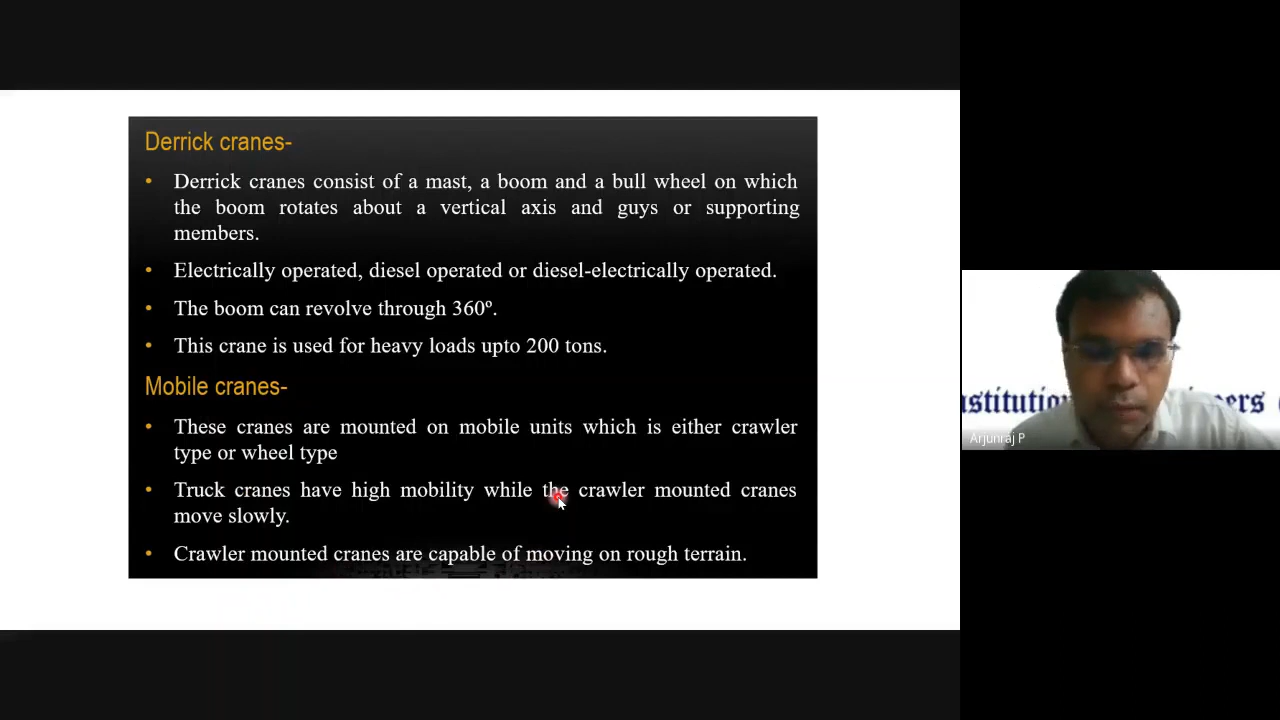 Derrick cranes-
• Derrick cranes consist of a mast, a boom and a bull wheel on which
the boom rotates about a vertical axis and guys or supporting
members.
• Electrically operated, diesel operated or diesel-electrically operated.
• The boom can revolve through 360º.
• This crane is used for heavy loads upto 200 tons.
Mobile cranes-
• These cranes are mounted on mobile units which is either crawler
type or wheel type
• Truck cranes have high mobility while the crawler mounted cranes
move slowly.
• Crawler mounted cranes are capable of moving on rough terrain.
Arjunraj P